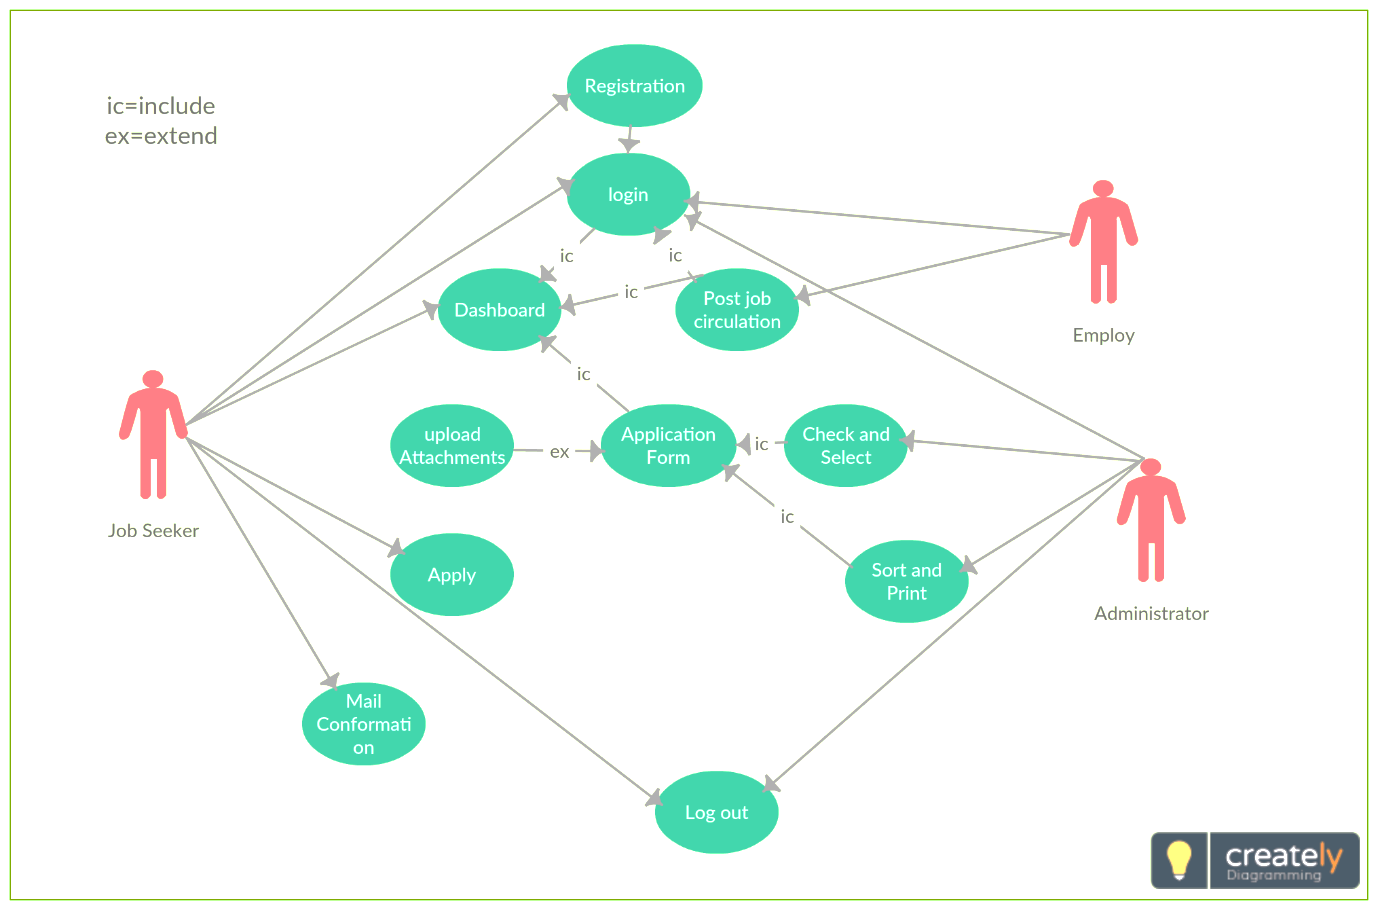 Registration
ic=include
ex=extend
login
ic
ic
ic
Dashboard
Post job
circulation
Employ
ic
upload
Attachments
ex
Application
Form
ic
Check and
Select
ic
Job Seeker
Apply
Sort and
Print
Administrator
Mail
Conformati
on
Log out
creately
Diagramming